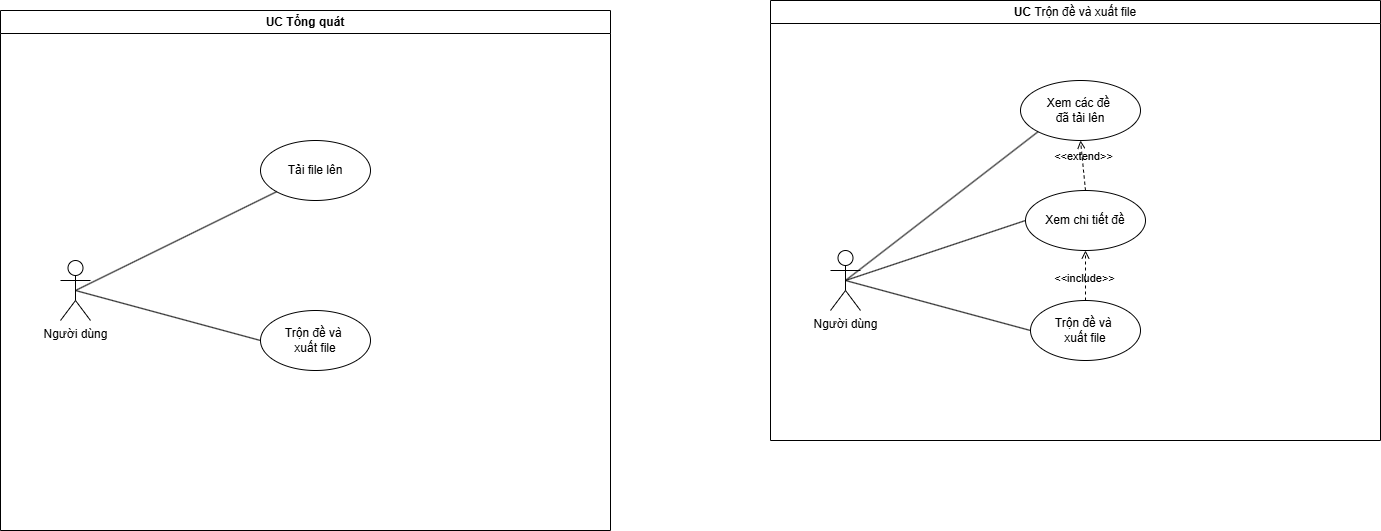 UC Tổng quát
Tải file lên
Người dùng
Trộn đề và
xuất file
UC Trộn đề và xuất file
Xem các đề
đã tải lên
<<extend>>
Xem chi tiết đề
<<include>>
Người dùng
Trộn đề và
xuất file